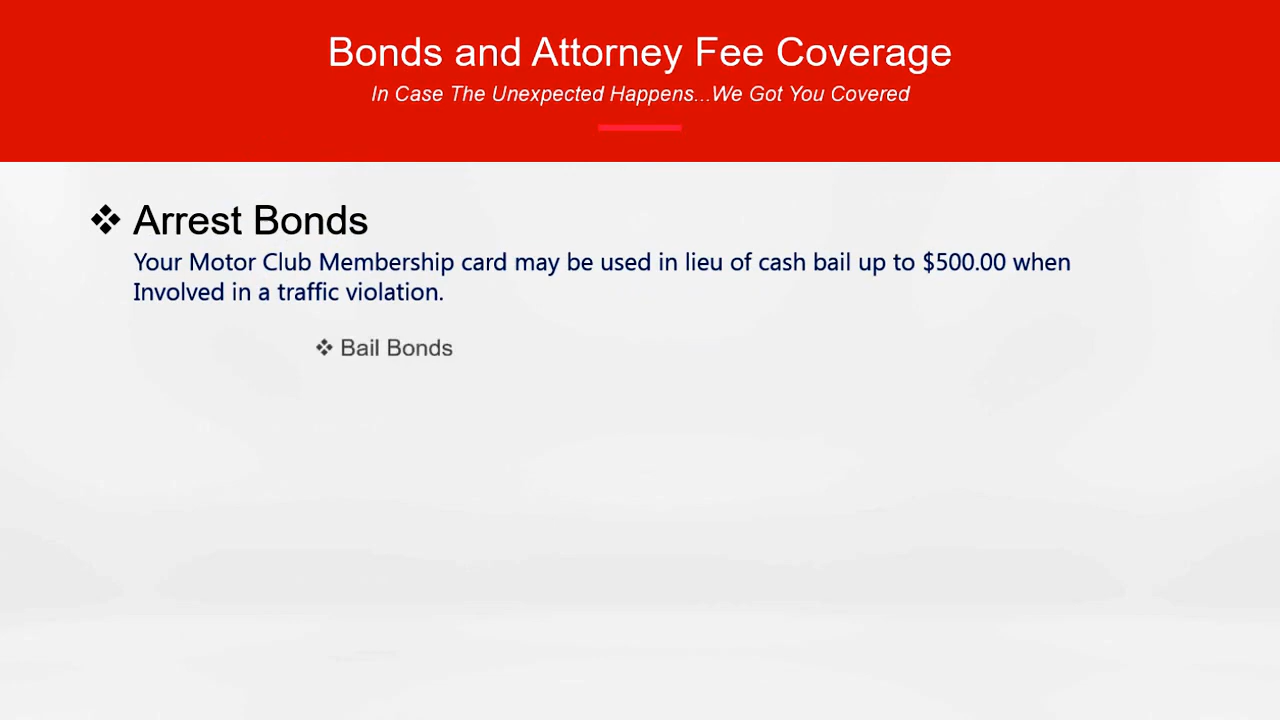 Bonds and Attorney Fee Coverage
In Case The Unexpected Happens...We Got You Covered
❖ Arrest Bonds
Your Motor Club Membership card may be used in lieu of cash bail up to $500.00 when
Involved in a traffic violation.
❖ Bail Bonds